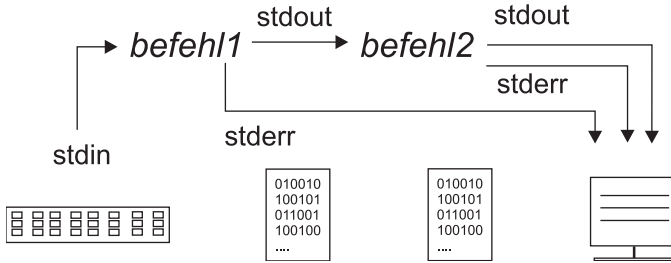 stdout
stdout
befehl1
befehl2
stderr
stderr
stdin
010010
100101
011001
100100
....
010010
100101
011001
100100
....